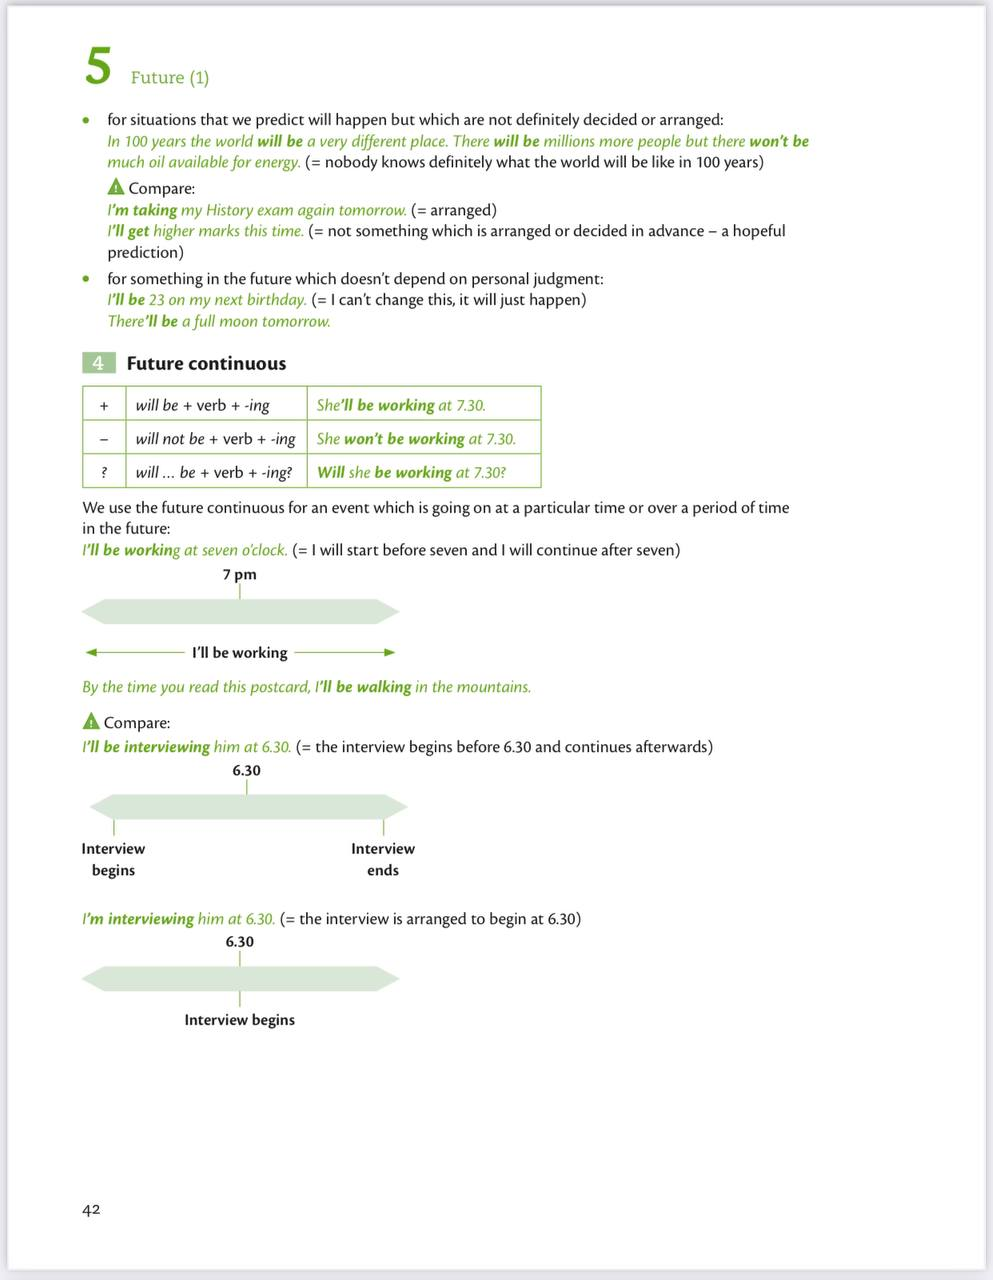 5 Future (1)
• for situations that we predict will happen but which are not definitely decided or arranged:
In 100 years the world will be a very different place. There will be millions more people but there won't be
much oil available for energy. (= nobody knows definitely what the world will be like in 100 years)
Compare:
I'm taking my History exam again tomorrow. (= arranged)
I'll get higher marks this time. (= not something which is arranged or decided in advance – a hopeful
prediction)
• for something in the future which doesn't depend on personal judgment:
I'll be 23 on my next birthday. (= I can't change this, it will just happen)
There'll be a full moon tomorrow.
4 Future continuous
+ will be + verb + -ing She'll be working at 7.30.
– will not be + verb + -ing She won't be working at 7.30.
? will ... be + verb + -ing? Will she be working at 7.30?
We use the future continuous for an event which is going on at a particular time or over a period of time
in the future:
I'll be working at seven o'clock. (= I will start before seven and I will continue after seven)
7 pm
I'll be working
By the time you read this postcard, I'll be walking in the mountains.
Compare:
I'll be interviewing him at 6.30. (= the interview begins before 6.30 and continues afterwards)
6.30
Interview Interview
begins ends
I'm interviewing him at 6.30. (= the interview is arranged to begin at 6.30)
6.30
Interview begins
42